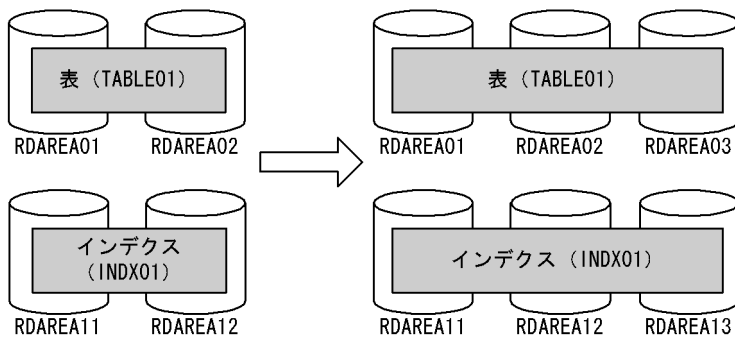 表（TABLE01）
RDAREA01 RDAREA02
インデクス
（INDX01）
RDAREA11 RDAREA12
表（TABLE01）
RDAREA01 RDAREA02 RDAREA03
インデクス（INDX01）
RDAREA11 RDAREA12 RDAREA13